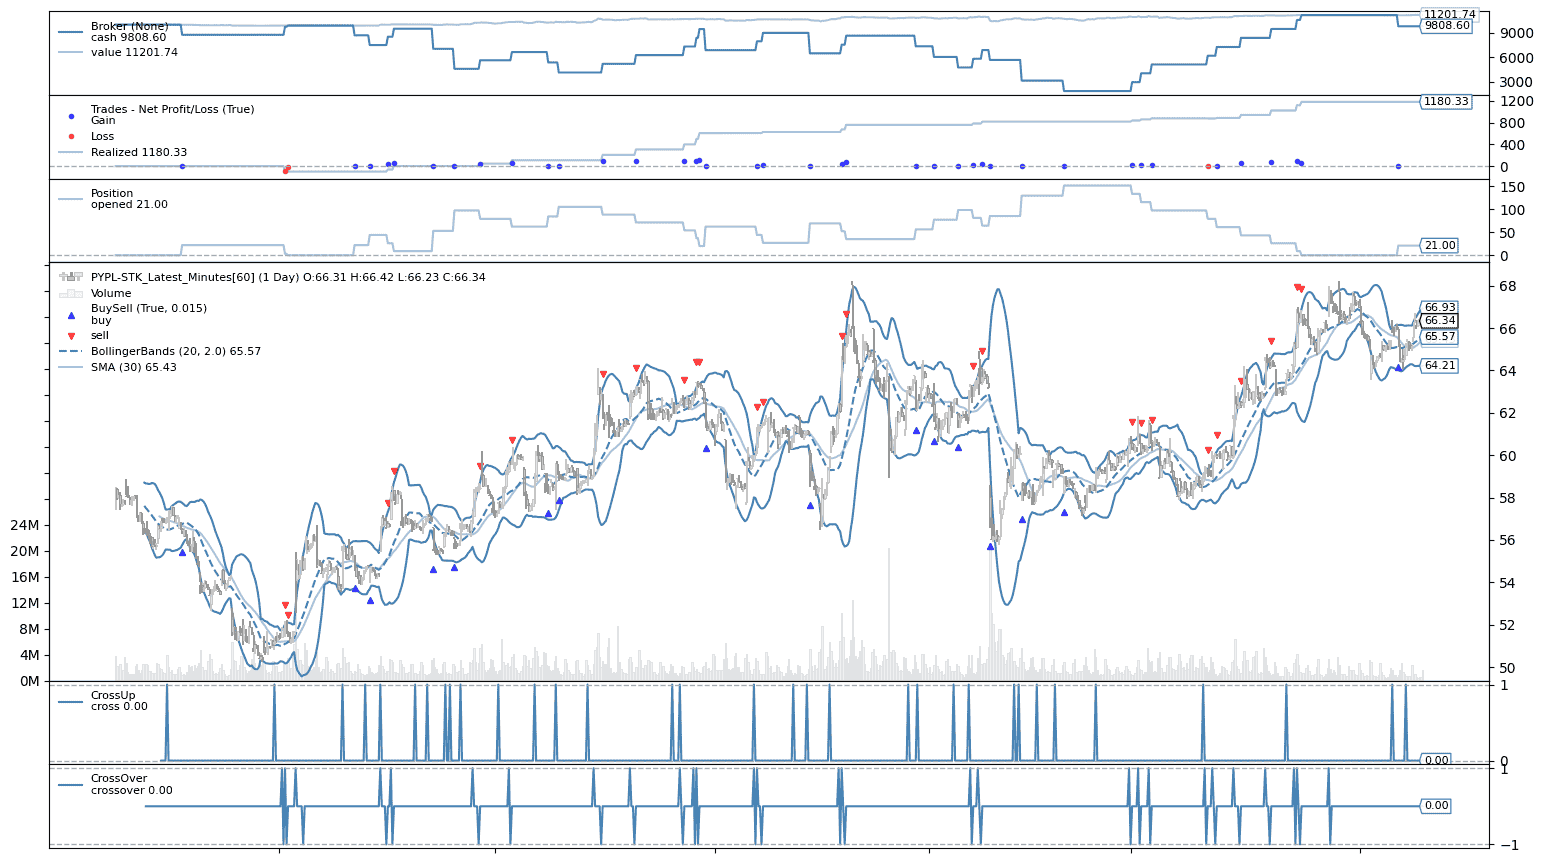 Broker (None)
cash 9808.60
value 11201.74
11201.74
9808.60
9000
6000
3000
Trades - Net Profit/Loss (True)
Gain
Loss
Realized 1180.33
1180.33
1200
800
400
0
Position
opened 21.00
150
100
50
21.00
0
PYPL-STK_Latest_Minutes[60] (1 Day) O:66.31 H:66.42 L:66.23 C:66.34
Volume
BuySell (True, 0.015)
buy
sell
BollingerBands (20, 2.0) 65.57
SMA (30) 65.43
68
66.93
66.34
66
65.57
64.21
64
62
60
58
56
54
52
50
24M
20M
16M
12M
8M
4M
0M
CrossUp
cross 0.00
1
0.00
0
CrossOver
crossover 0.00
1
0.00
−1